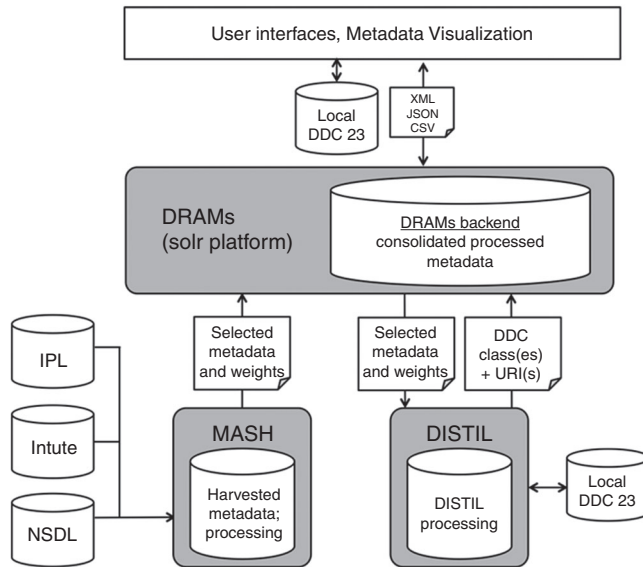 User interfaces, Metadata Visualization
Local
DDC 23
XML
JSON
CSV
DRAMs
(solr platform)
DRAMs backend
consolidated processed
metadata
Selected
metadata
and weights
Selected
metadata
and weights
DDC
class(es)
+ URI(s)
IPL
Intute
NSDL
MASH
Harvested
metadata;
processing
DISTIL
DISTIL
processing
Local
DDC 23